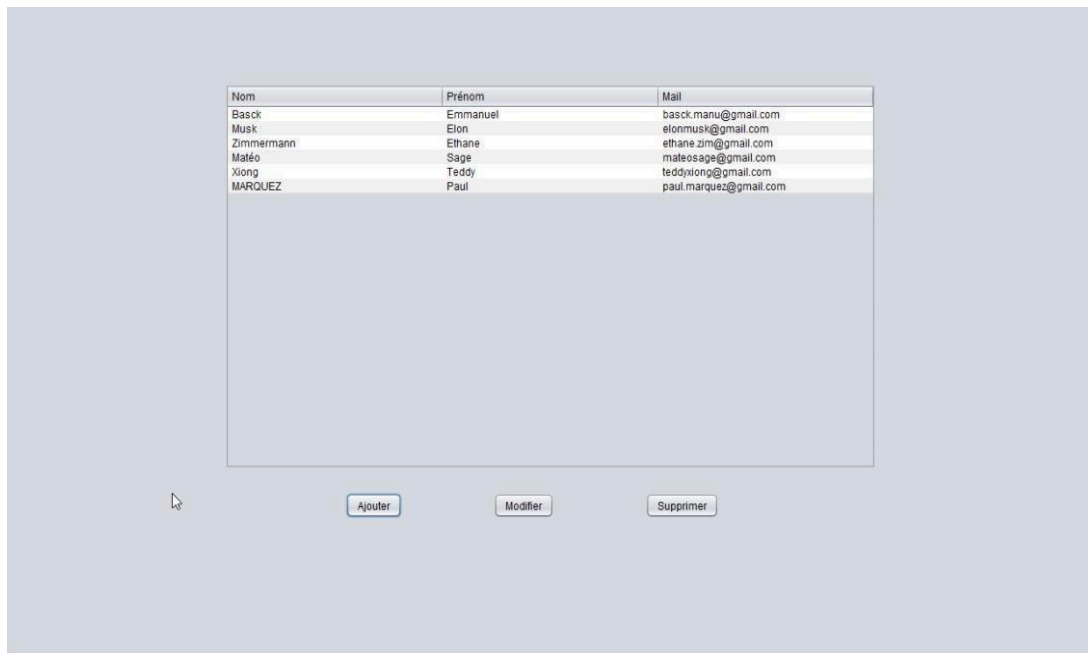 Nom Prénom Mail
Basck Emmanuel basck.manu@gmail.com
Musk Elon elonmusk@gmail.com
Zimmermann Ethane ethane.zim@gmail.com
Matéo Sage mateosage@gmail.com
Xiong Teddy teddyxiong@gmail.com
MARQUEZ Paul paul.marquez@gmail.com
Ajouter Modifier Supprimer